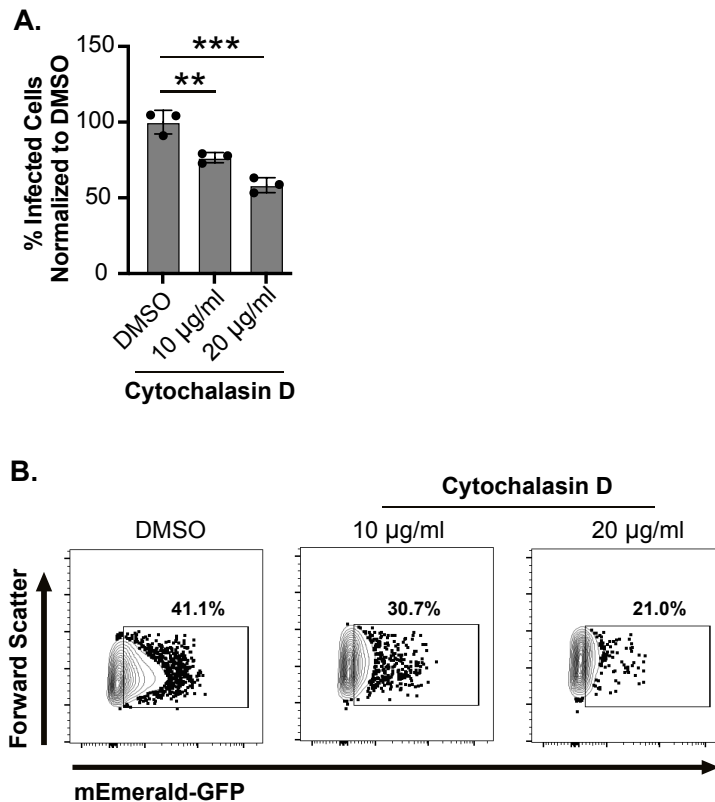 A.
150
100
50
0
% Infected Cells
Normalized to DMSO
***
**
DMSO
10 µg/ml
20 µg/ml
Cytochalasin D
B.
Cytochalasin D
DMSO 10 µg/ml 20 µg/ml
Forward Scatter
41.1% 30.7% 21.0%
mEmerald-GFP